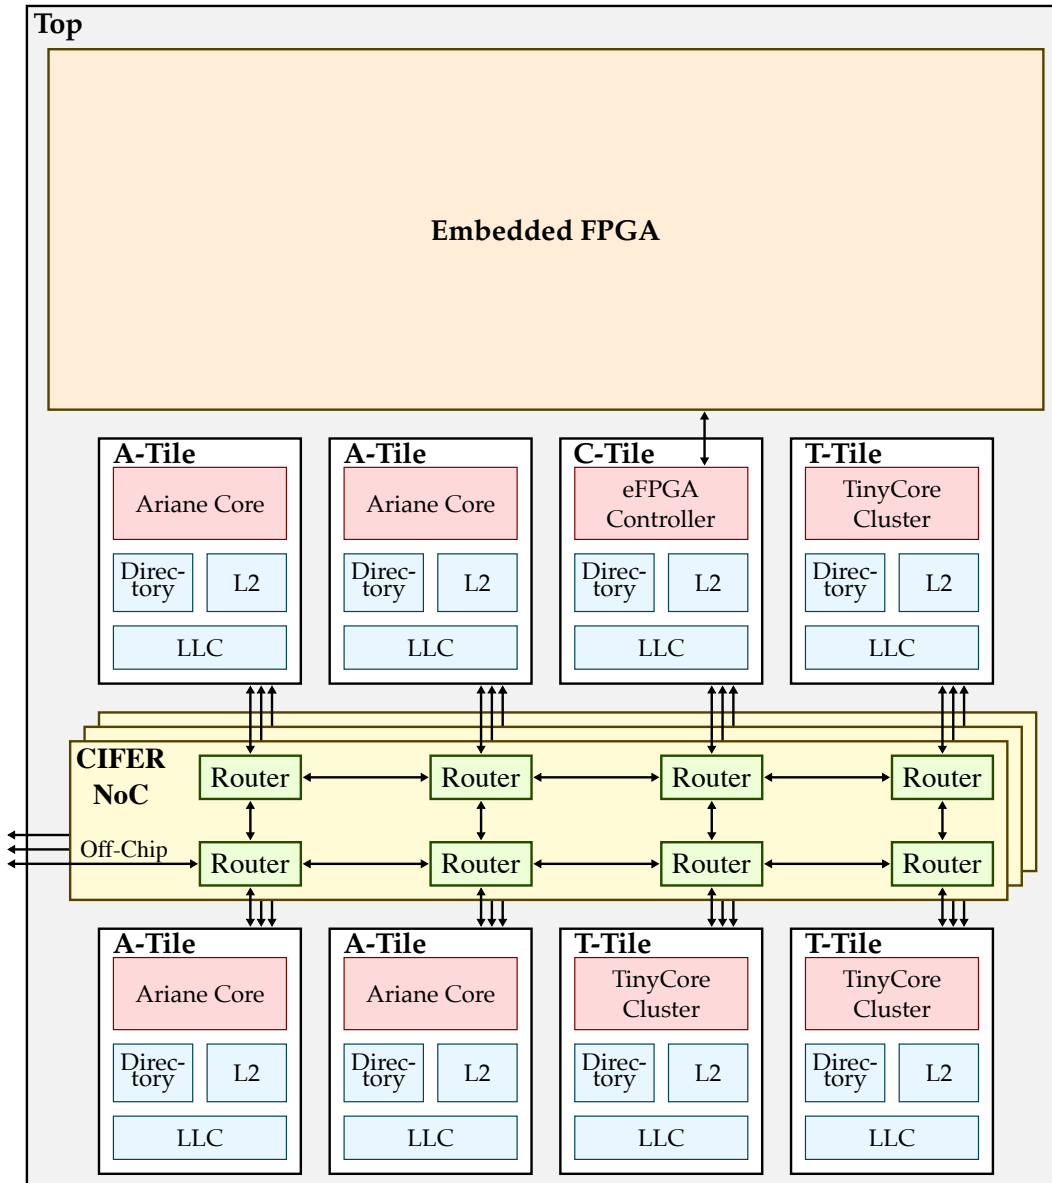 Top
Embedded FPGA
A-Tile
Ariane Core
Direc-
tory
L2
LLC
A-Tile
Ariane Core
Direc-
tory
L2
LLC
C-Tile
eFPGA
Controller
Direc-
tory
L2
LLC
T-Tile
TinyCore
Cluster
Direc-
tory
L2
LLC
CIFER
NoC
Router
Router
Router
Router
Off-Chip
Router
Router
Router
Router
A-Tile
Ariane Core
Direc-
tory
L2
LLC
A-Tile
Ariane Core
Direc-
tory
L2
LLC
T-Tile
TinyCore
Cluster
Direc-
tory
L2
LLC
T-Tile
TinyCore
Cluster
Direc-
tory
L2
LLC